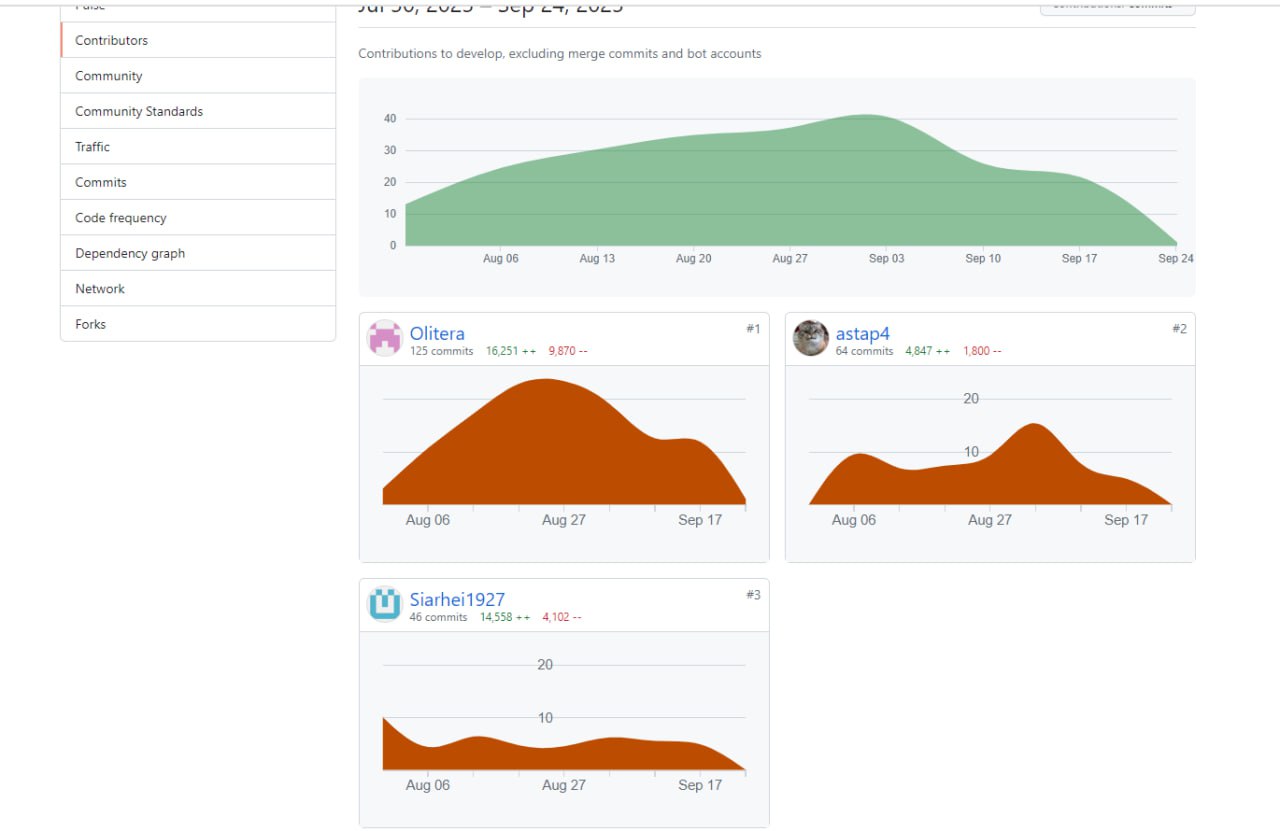 Pulse
Jul 30, 2023 – Sep 24, 2023
Contributions: Commits
Contributors
Community
Community Standards
Traffic
Commits
Code frequency
Dependency graph
Network
Forks
Contributions to develop, excluding merge commits and bot accounts
40
30
20
10
0
Aug 06 Aug 13 Aug 20 Aug 27 Sep 03 Sep 10 Sep 17 Sep 24
Olitera #1
125 commits 16,251 ++ 9,870 --
Aug 06 Aug 27 Sep 17
astap4 #2
64 commits 4,847 ++ 1,800 --
20
10
Aug 06 Aug 27 Sep 17
Siarhei1927 #3
46 commits 14,558 ++ 4,102 --
20
10
Aug 06 Aug 27 Sep 17